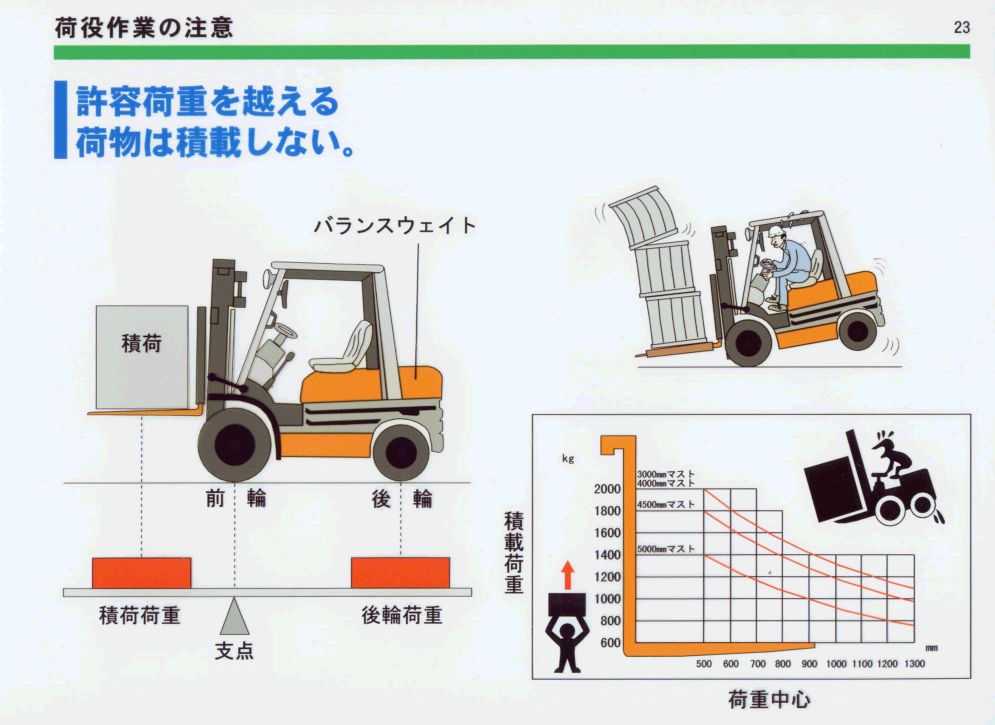 荷役作業の注意
23
許容荷重を越える
荷物は積載しない。
バランスウェイト
積荷
前輪
後輪
積荷荷重
後輪荷重
支点
kg
積載荷重
3000mmマスト
4000mmマスト
2000
4500mmマスト
1800
1600
5000mmマスト
1400
1200
1000
800
600
mm
500 600 700 800 900 1000 1100 1200 1300
荷重中心